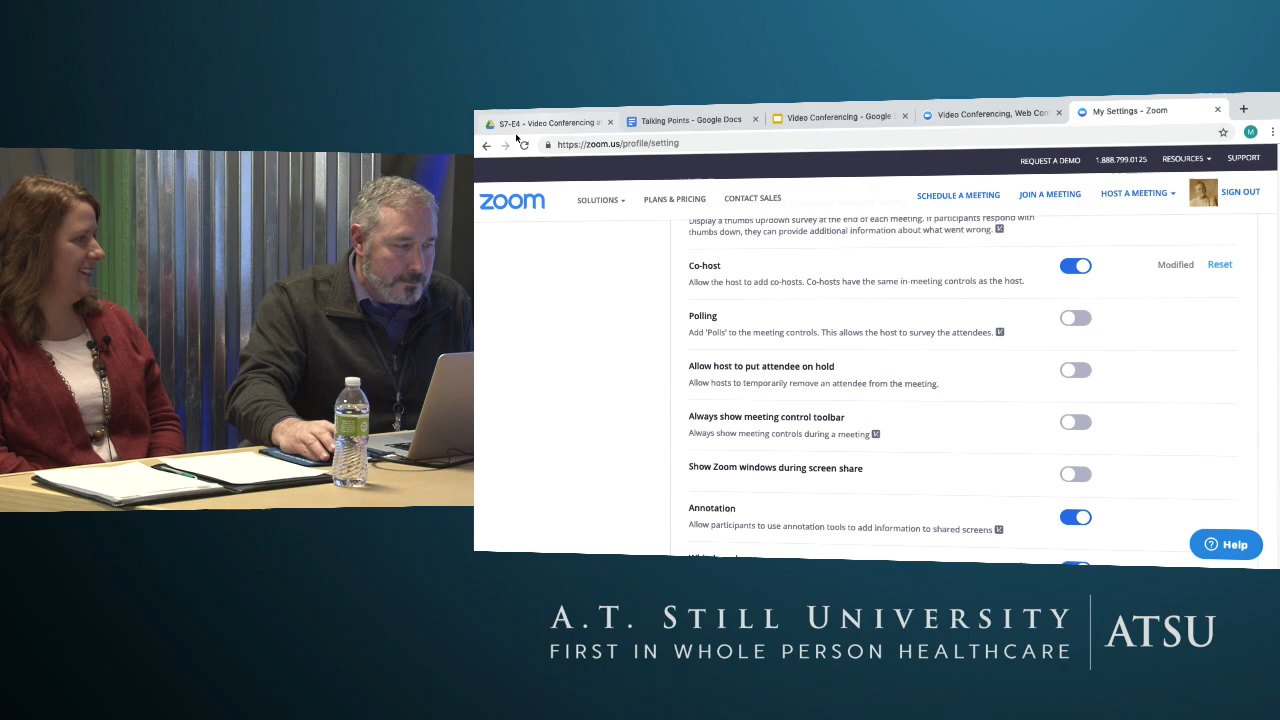 S7-E4 - Video Conferencing a
Talking Points - Google Docs
Video Conferencing - Google
Video Conferencing, Web Con
My Settings - Zoom
https://zoom.us/profile/setting
M
REQUEST A DEMO 1.888.799.0125 RESOURCES SUPPORT
zoom SOLUTIONS PLANS & PRICING CONTACT SALES SCHEDULE A MEETING JOIN A MEETING HOST A MEETING SIGN OUT
Display a thumbs up/down survey at the end of each meeting. If participants respond with
thumbs down, they can provide additional information about what went wrong.
Co-host Modified Reset
Allow the host to add co-hosts. Co-hosts have the same in-meeting controls as the host.
Polling
Add 'Polls' to the meeting controls. This allows the host to survey the attendees.
Allow host to put attendee on hold
Allow hosts to temporarily remove an attendee from the meeting.
Always show meeting control toolbar
Always show meeting controls during a meeting
Show Zoom windows during screen share
Annotation
Allow participants to use annotation tools to add information to shared screens
Help
A.T. STILL UNIVERSITY
FIRST IN WHOLE PERSON HEALTHCARE
ATSU